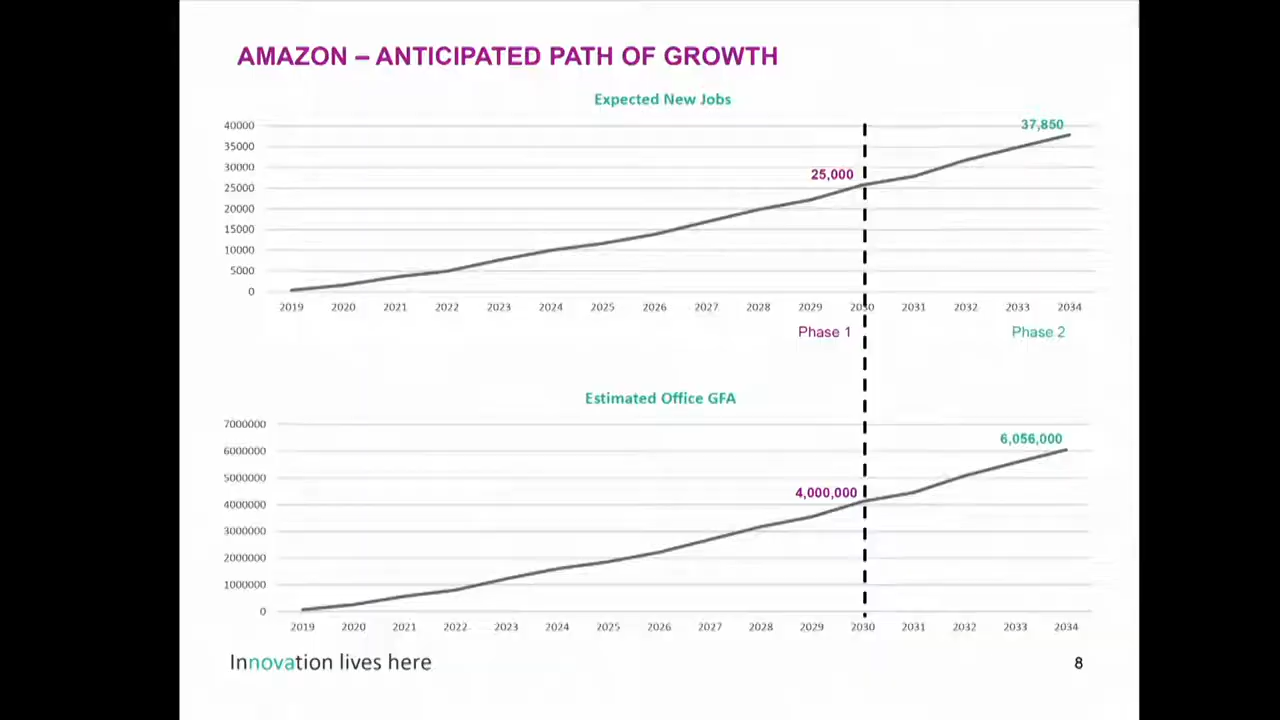 AMAZON – ANTICIPATED PATH OF GROWTH
Expected New Jobs
40000
35000
30000
25000
20000
15000
10000
5000
0
37,850
25,000
2019 2020 2021 2022 2023 2024 2025 2026 2027 2028 2029 2030 2031 2032 2033 2034
Phase 1
Phase 2
Estimated Office GFA
7000000
6000000
5000000
4000000
3000000
2000000
1000000
0
6,056,000
4,000,000
2019 2020 2021 2022 2023 2024 2025 2026 2027 2028 2029 2030 2031 2032 2033 2034
Innovation lives here
8